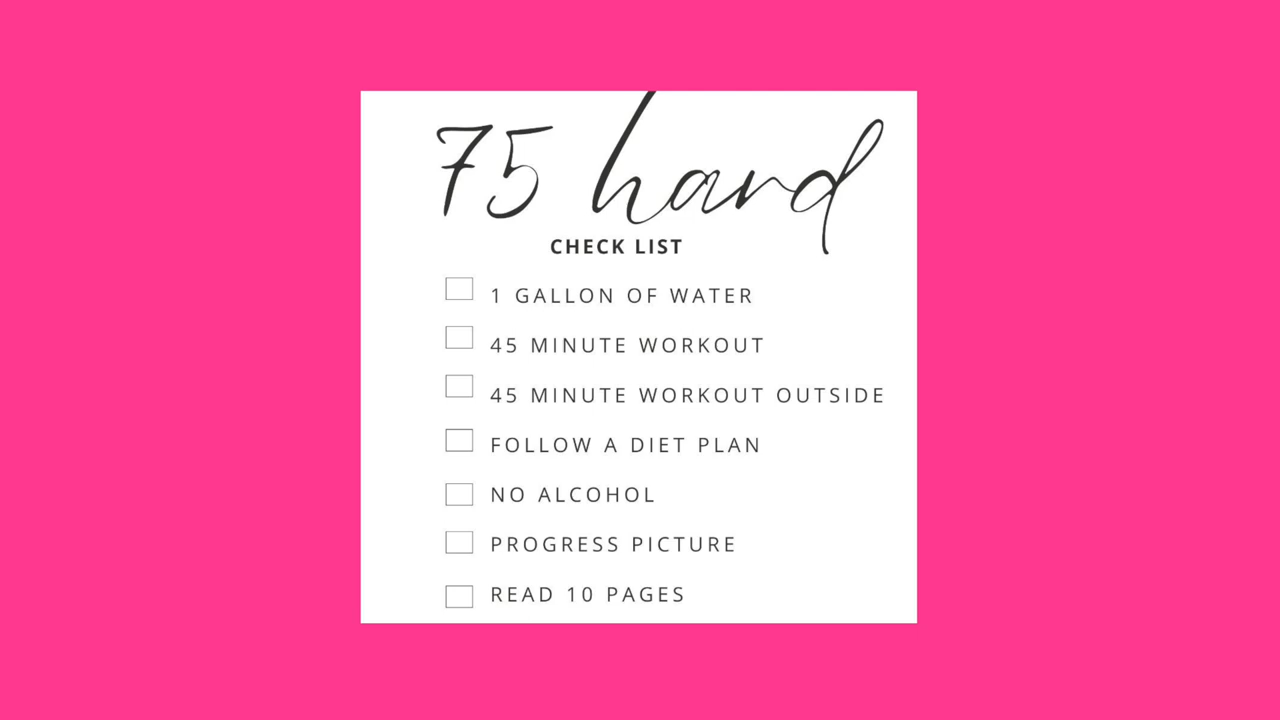 75 hard
CHECK LIST
1 GALLON OF WATER
45 MINUTE WORKOUT
45 MINUTE WORKOUT OUTSIDE
FOLLOW A DIET PLAN
NO ALCOHOL
PROGRESS PICTURE
READ 10 PAGES